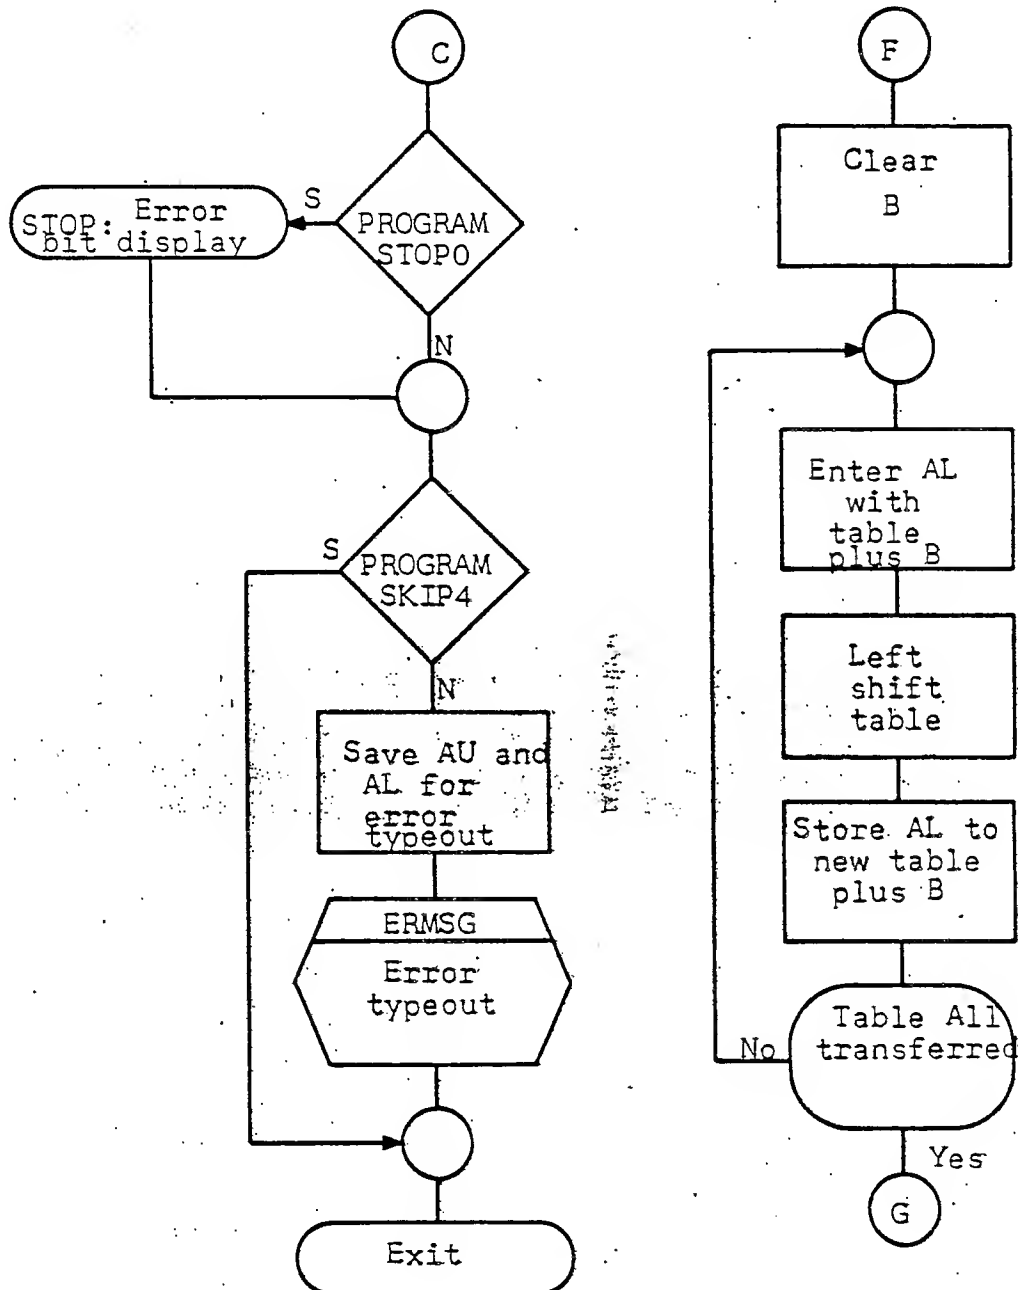 C
S
STOP: Error
bit display
PROGRAM
STOP0
N
S
PROGRAM
SKIP4
N
Save AU and
AL for
error
typeout
ERMSG
Error
typeout
Exit
F
Clear
B
Enter AL
with
table
plus B
Left
shift
table
Store AL to
new table
plus B
Table All
transferred
No
Yes
G